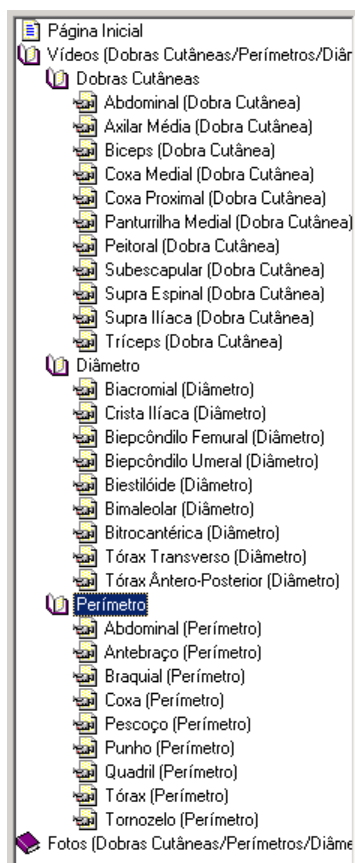 Página Inicial
Vídeos (Dobras Cutâneas/Perímetros/Diâr
Dobras Cutâneas
Abdominal (Dobra Cutânea)
Axilar Média (Dobra Cutânea)
Biceps (Dobra Cutânea)
Coxa Medial (Dobra Cutânea)
Coxa Proximal (Dobra Cutânea)
Panturrilha Medial (Dobra Cutânea)
Peitoral (Dobra Cutânea)
Subescapular (Dobra Cutânea)
Supra Espinal (Dobra Cutânea)
Supra Ilíaca (Dobra Cutânea)
Tríceps (Dobra Cutânea)
Diâmetro
Biacromial (Diâmetro)
Crista Ilíaca (Diâmetro)
Biepcôndilo Femural (Diâmetro)
Biepcôndilo Umeral (Diâmetro)
Biestilóide (Diâmetro)
Bimaleolar (Diâmetro)
Bitrocantérica (Diâmetro)
Tórax Transverso (Diâmetro)
Tórax Ântero-Posterior (Diâmetro)
Perímetro
Abdominal (Perímetro)
Antebraço (Perímetro)
Braquial (Perímetro)
Coxa (Perímetro)
Pescoço (Perímetro)
Punho (Perímetro)
Quadril (Perímetro)
Tórax (Perímetro)
Tornozelo (Perímetro)
Fotos (Dobras Cutâneas/Perímetros/Diâme